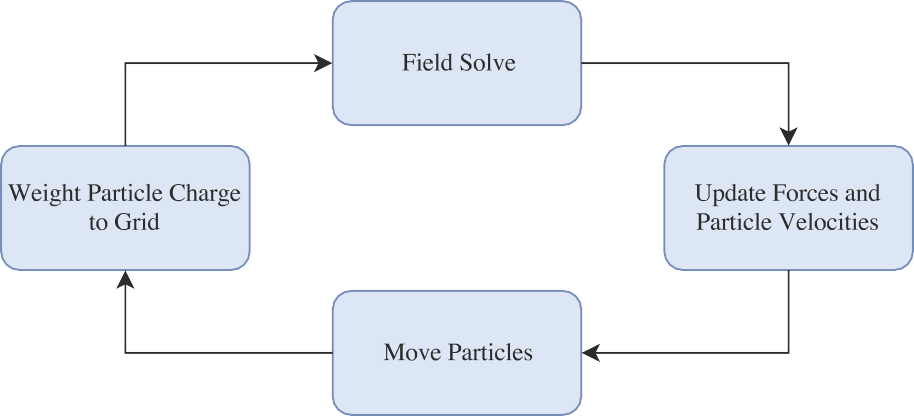 Field Solve
Weight Particle Charge
to Grid
Update Forces and
Particle Velocities
Move Particles